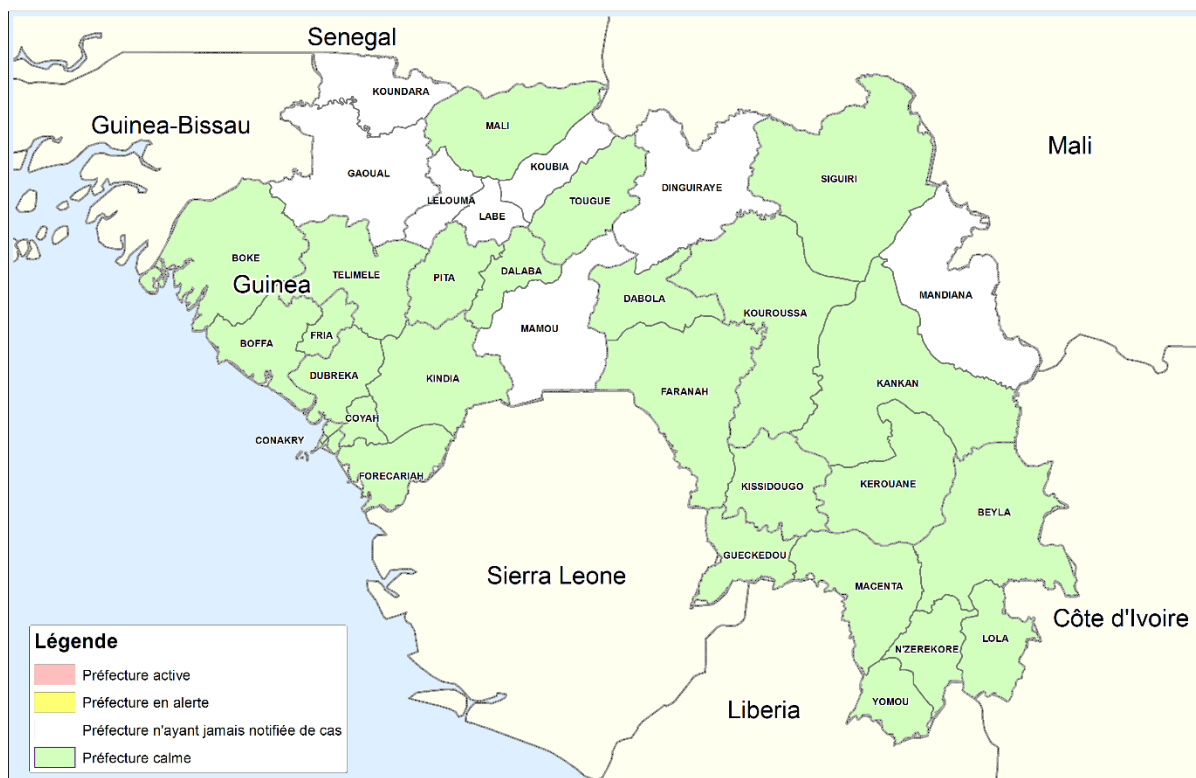 Senegal
KOUNDARA
Guinea-Bissau
MALI
Mali
KOUBIA
GAOUAL
SIGUIRI
DINGUIRAYE
LELOUMA
TOUGUE
LABE
BOKE
TELIMELE
PITA
DALABA
Guinea
MANDIANA
DABOLA
KOUROUSSA
MAMOU
FRIA
BOFFA
DUBREKA
KINDIA
KANKAN
FARANAH
COYAH
CONAKRY
FORECARIAH
KISSIDOUGO
KEROUANE
BEYLA
GUECKEDOU
Sierra Leone
MACENTA
Côte d'Ivoire
LOLA
N'ZEREKORE
YOMOU
Liberia
Légende
Préfecture active
Préfecture en alerte
Préfecture n'ayant jamais notifiée de cas
Préfecture calme